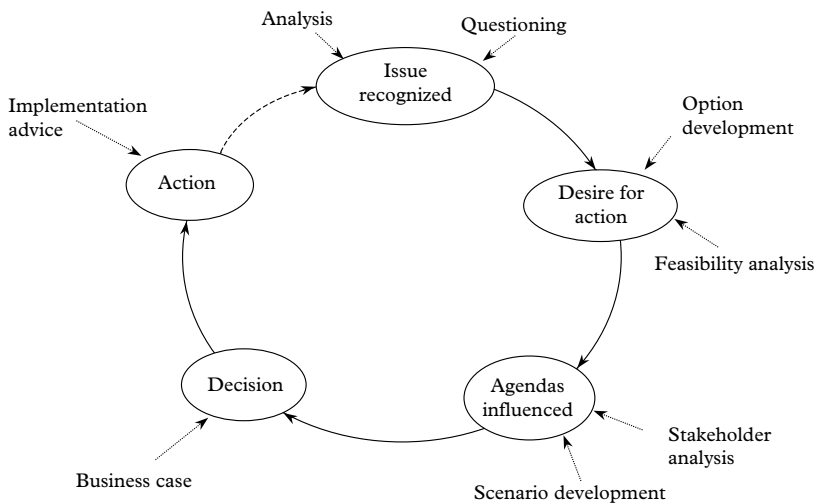 Analysis
Questioning
Issue
recognized
Implementation
advice
Option
development
Action
Desire for
action
Feasibility analysis
Decision
Agendas
influenced
Stakeholder
analysis
Business case
Scenario development